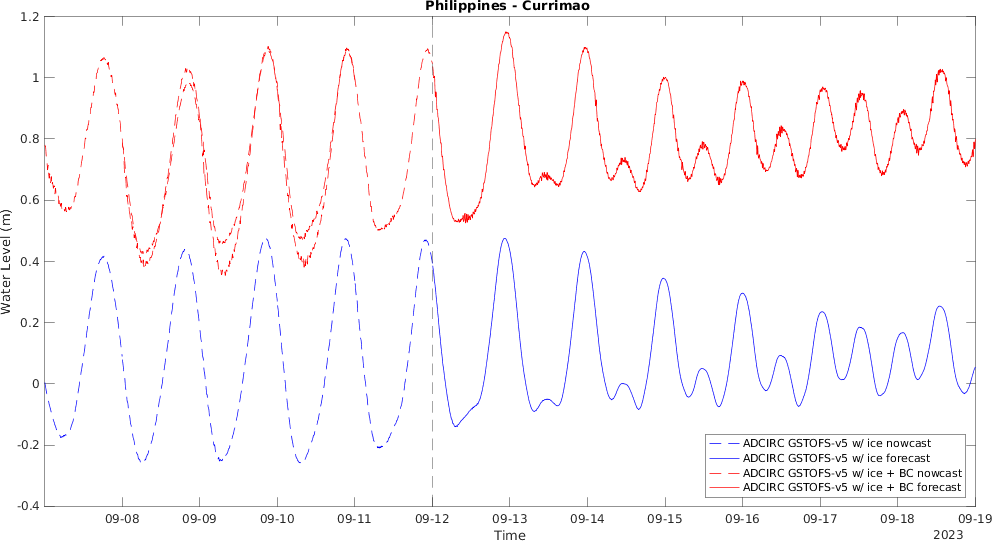 Philippines - Currimao
1.2
1
0.8
0.6
0.4
0.2
0
-0.2
-0.4
Water Level (m)
09-08 09-09 09-10 09-11 09-12 09-13 09-14 09-15 09-16 09-17 09-18 09-19
Time
2023
ADCIRC GSTOFS-v5 w/ ice nowcast
ADCIRC GSTOFS-v5 w/ ice forecast
ADCIRC GSTOFS-v5 w/ ice + BC nowcast
ADCIRC GSTOFS-v5 w/ ice + BC forecast